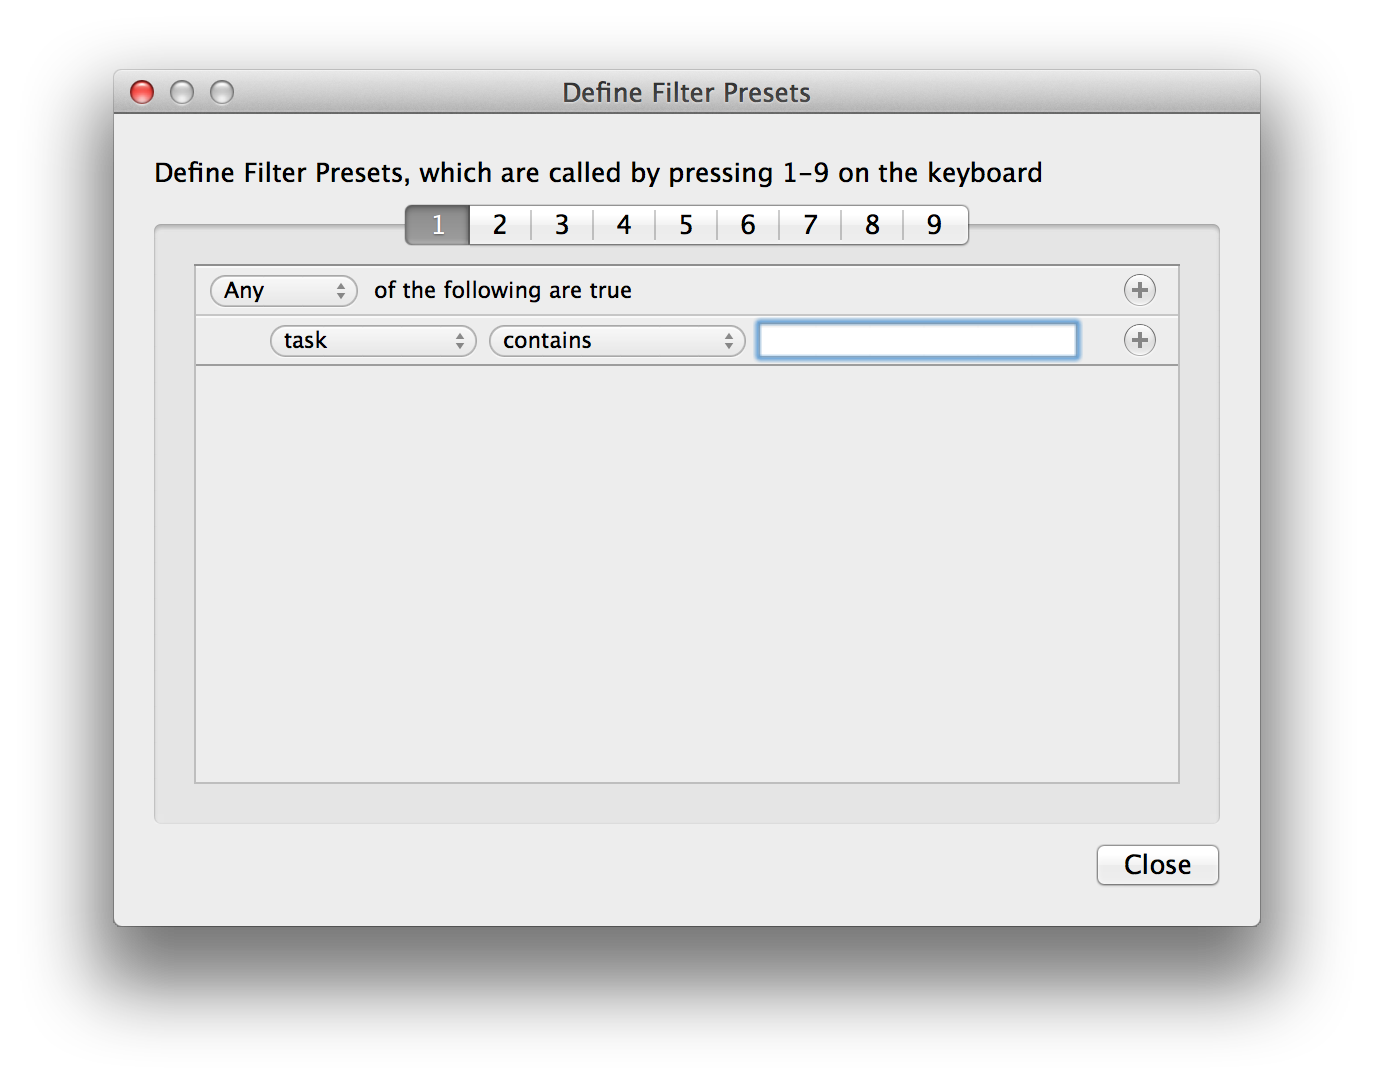 Define Filter Presets
Define Filter Presets, which are called by pressing 1-9 on the keyboard
1 2 3 4 5 6 7 8 9
Any of the following are true
task contains
Close